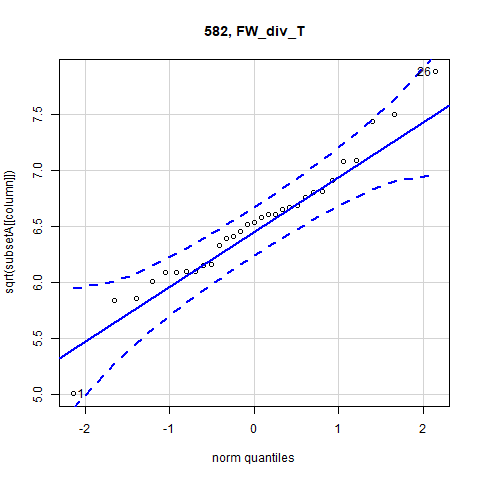 582, FW_div_T
sqrt(subsetA[[column]])
7.5
7.0
6.5
6.0
5.5
5.0
26
1
-2 -1 0 1 2
norm quantiles